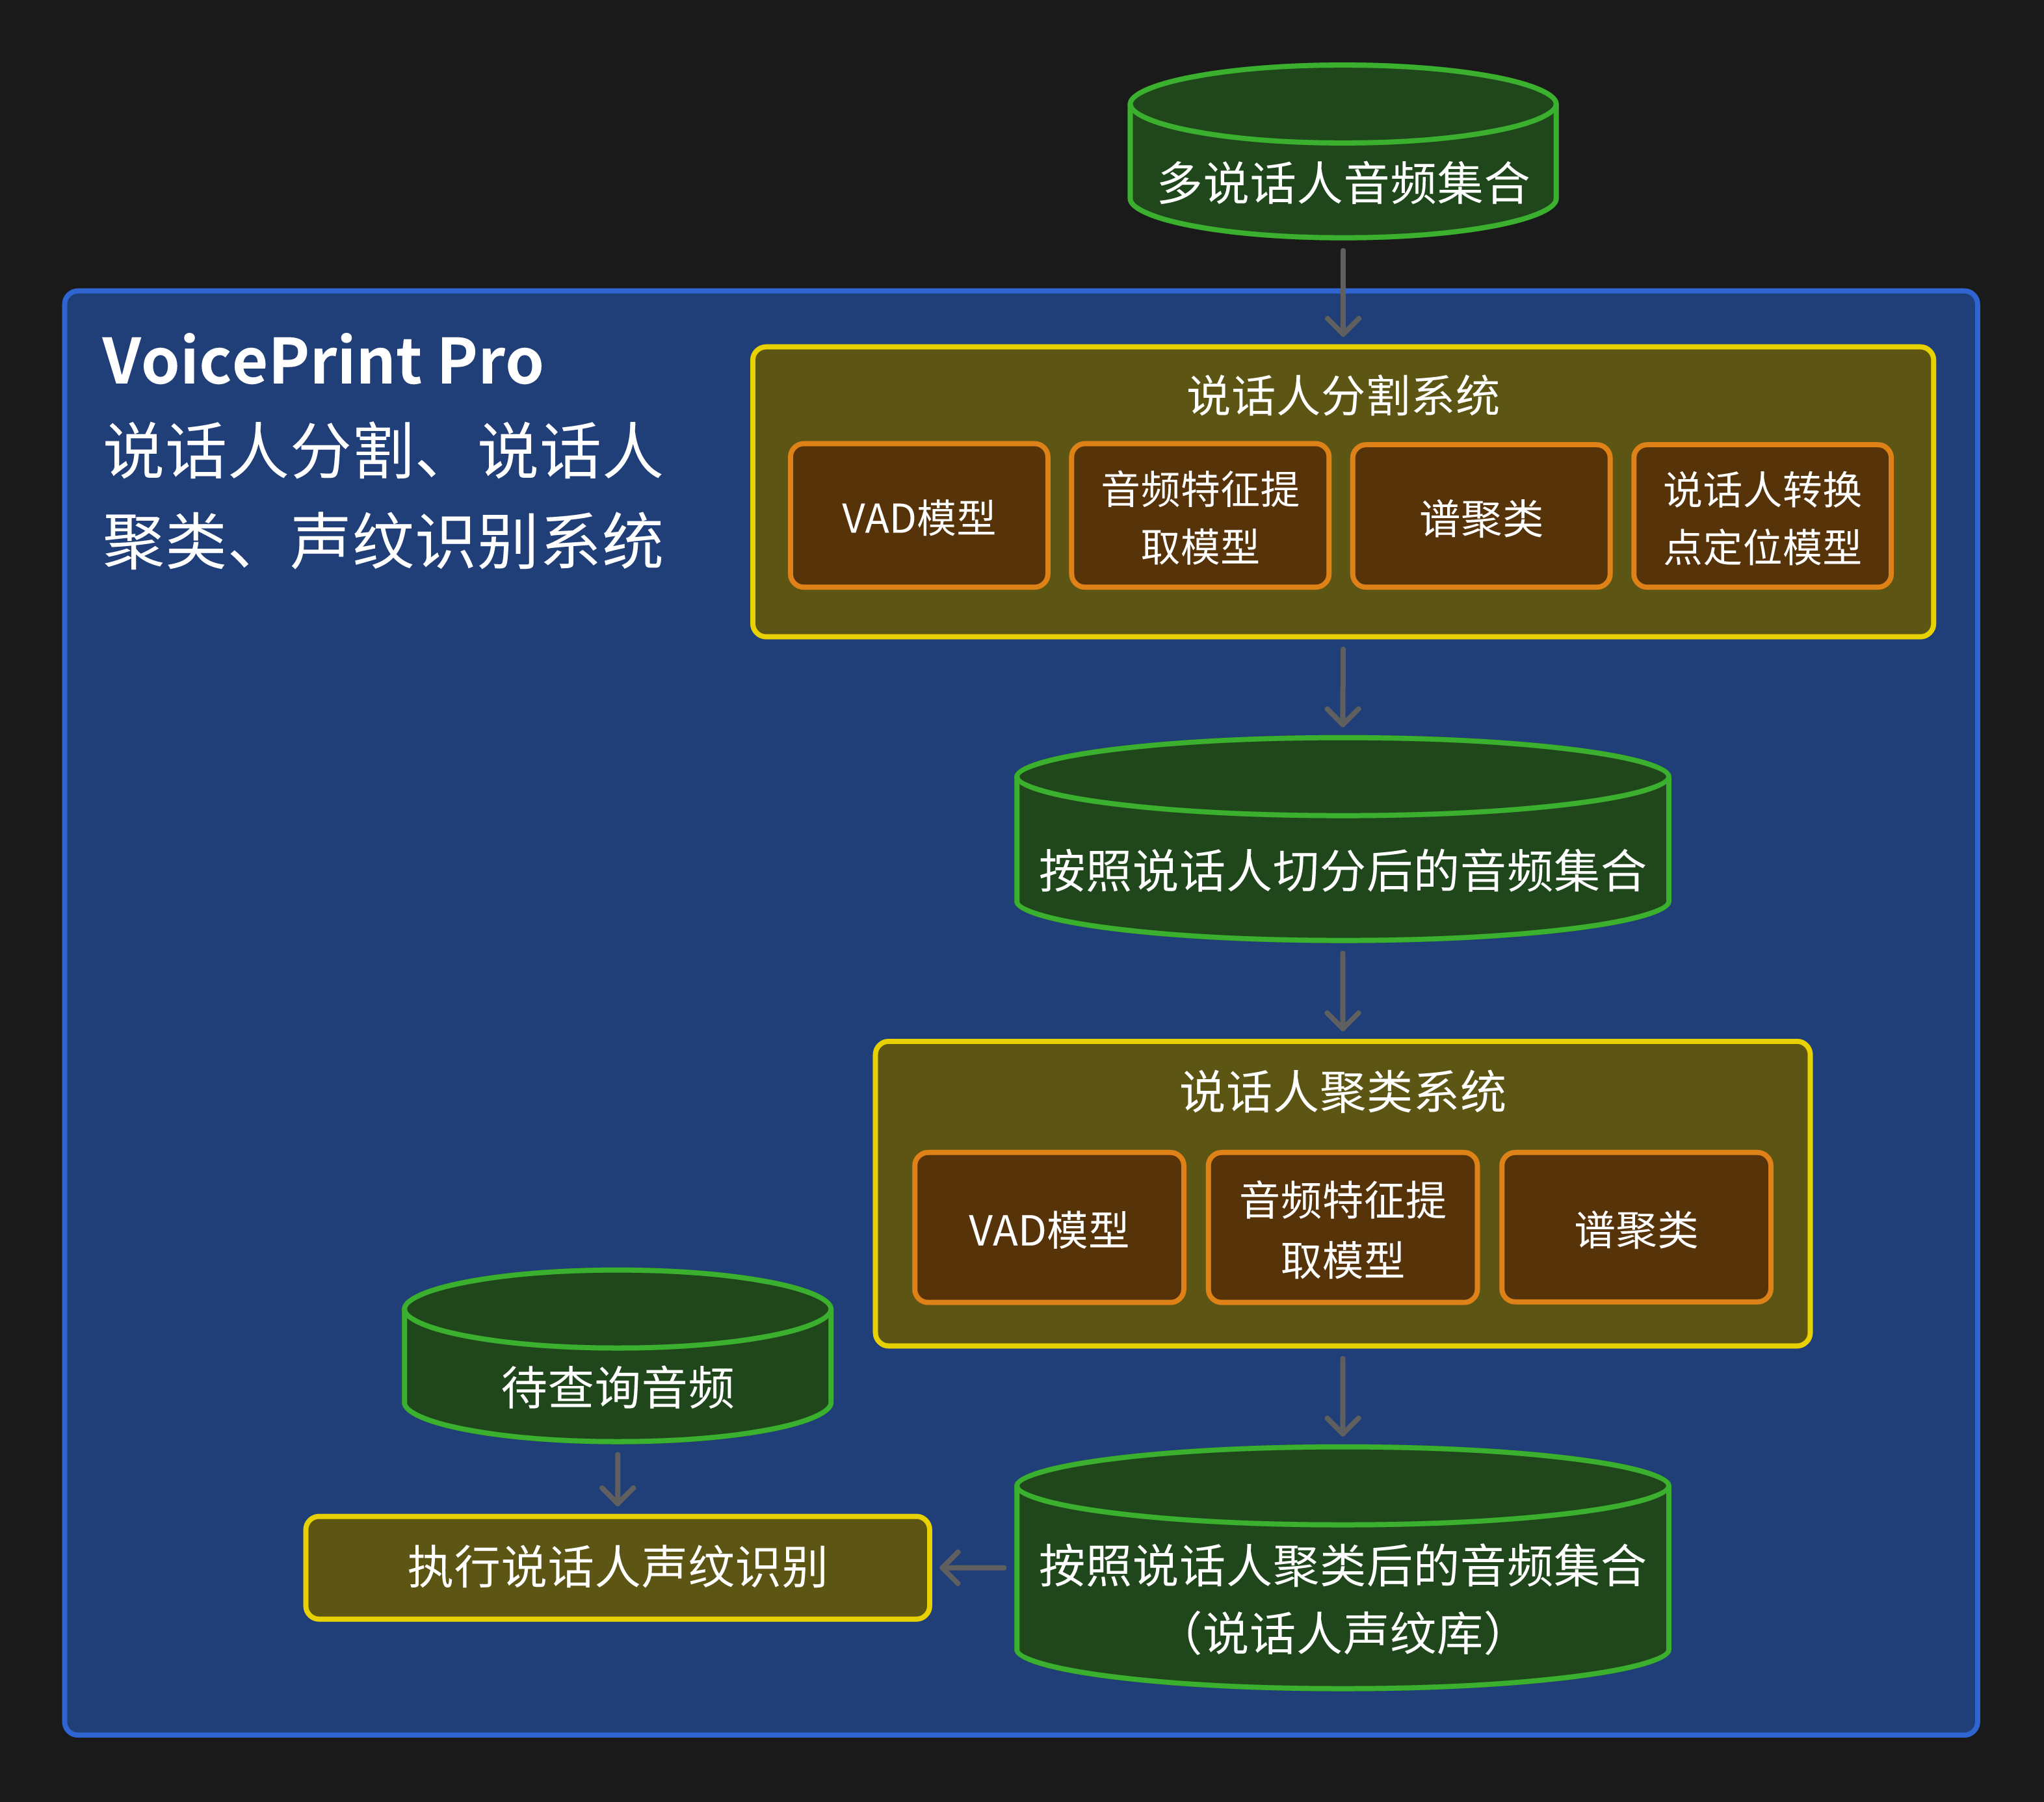 多说话人音频集合
VoicePrint Pro
说话人分割、说话人
聚类、声纹识别系统
说话人分割系统
VAD模型
音频特征提
取模型
谱聚类
说话人转换
点定位模型
按照说话人切分后的音频集合
说话人聚类系统
VAD模型
音频特征提
取模型
谱聚类
待查询音频
执行说话人声纹识别
按照说话人聚类后的音频集合
（说话人声纹库）